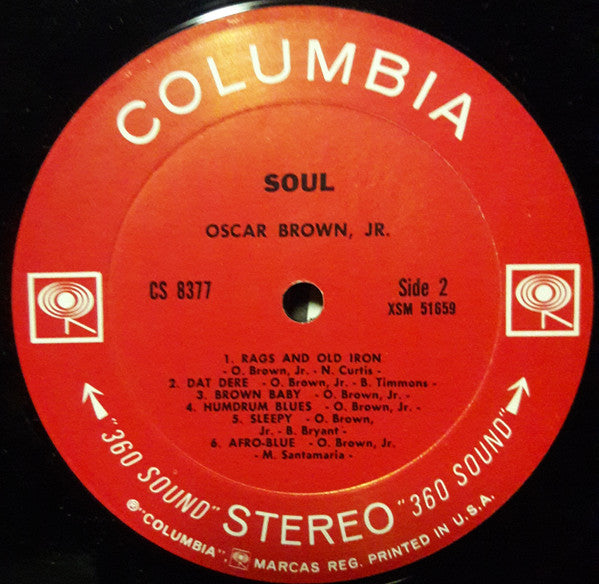 COLUMBIA
SOUL
OSCAR BROWN, JR.
CS 8377
Side 2
XSM 51659
1. RAGS AND OLD IRON
- O. Brown, Jr. - N. Curtis -
2. DAT DERE - O. Brown, Jr. - B. Timmons -
3. BROWN BABY - O. Brown, Jr. -
4. HUMDRUM BLUES - O. Brown, Jr. -
5. SLEEPY - O. Brown,
Jr. - B. Bryant -
6. AFRO-BLUE - O. Brown, Jr.
- M. Santamaria -
"360 SOUND" STEREO "360 SOUND"
℗"COLUMBIA", MARCAS REG. PRINTED IN U.S.A.